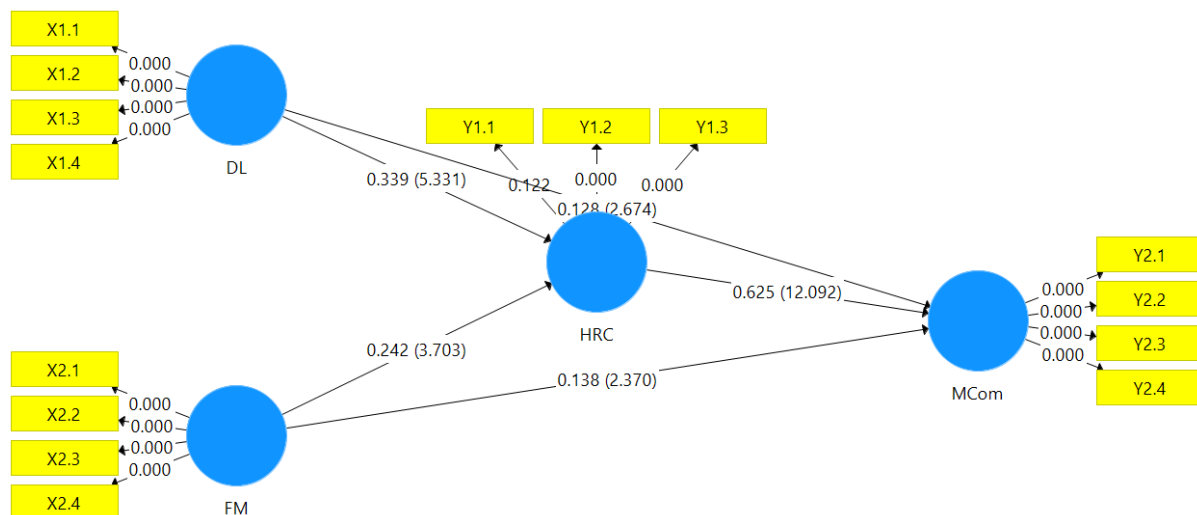 X1.1
X1.2
X1.3
X1.4
0.000
0.000
0.000
0.000
DL
Y1.1
Y1.2
Y1.3
0.122
0.000
0.000
0.339 (5.331)
0.128 (2.674)
HRC
0.625 (12.092)
0.242 (3.703)
0.138 (2.370)
Y2.1
Y2.2
Y2.3
Y2.4
0.000
0.000
0.000
0.000
MCom
X2.1
X2.2
X2.3
X2.4
0.000
0.000
0.000
0.000
FM